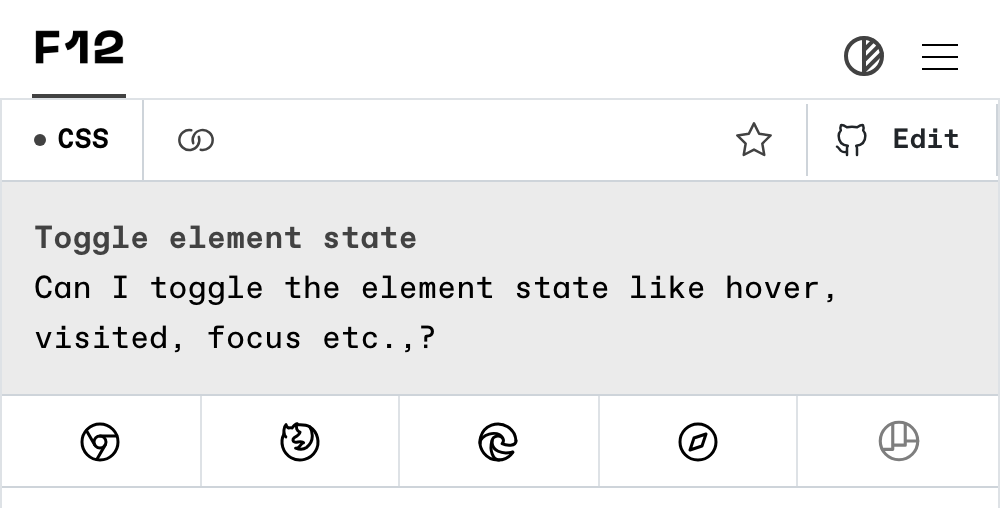 F12
CSS
Edit
Toggle element state
Can I toggle the element state like hover,
visited, focus etc.,?